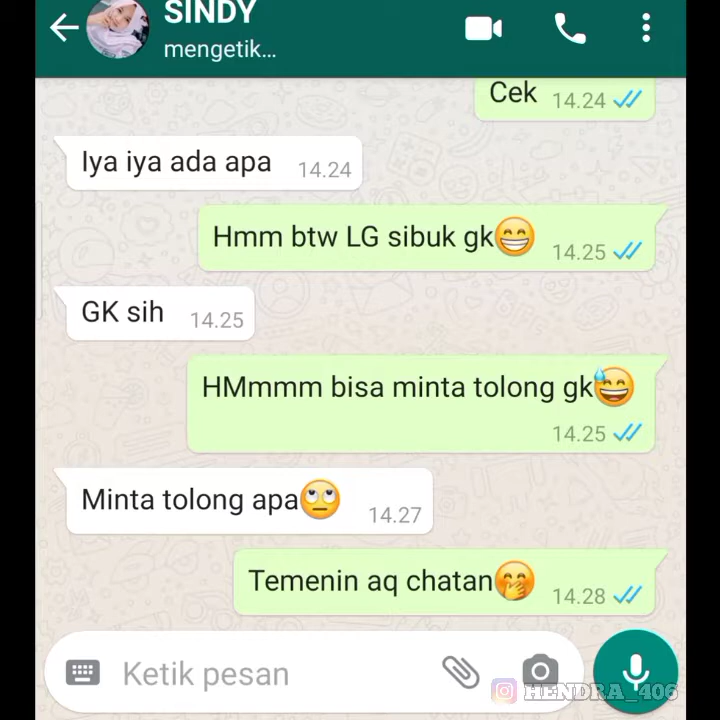 SINDY
mengetik...
Cek 14.24
Iya iya ada apa 14.24
Hmm btw LG sibuk gk😁 14.25
GK sih 14.25
HMmmm bisa minta tolong gk😅
14.25
Minta tolong apa🙄 14.27
Temenin aq chatan🤭 14.28
Ketik pesan
HENDRA_406